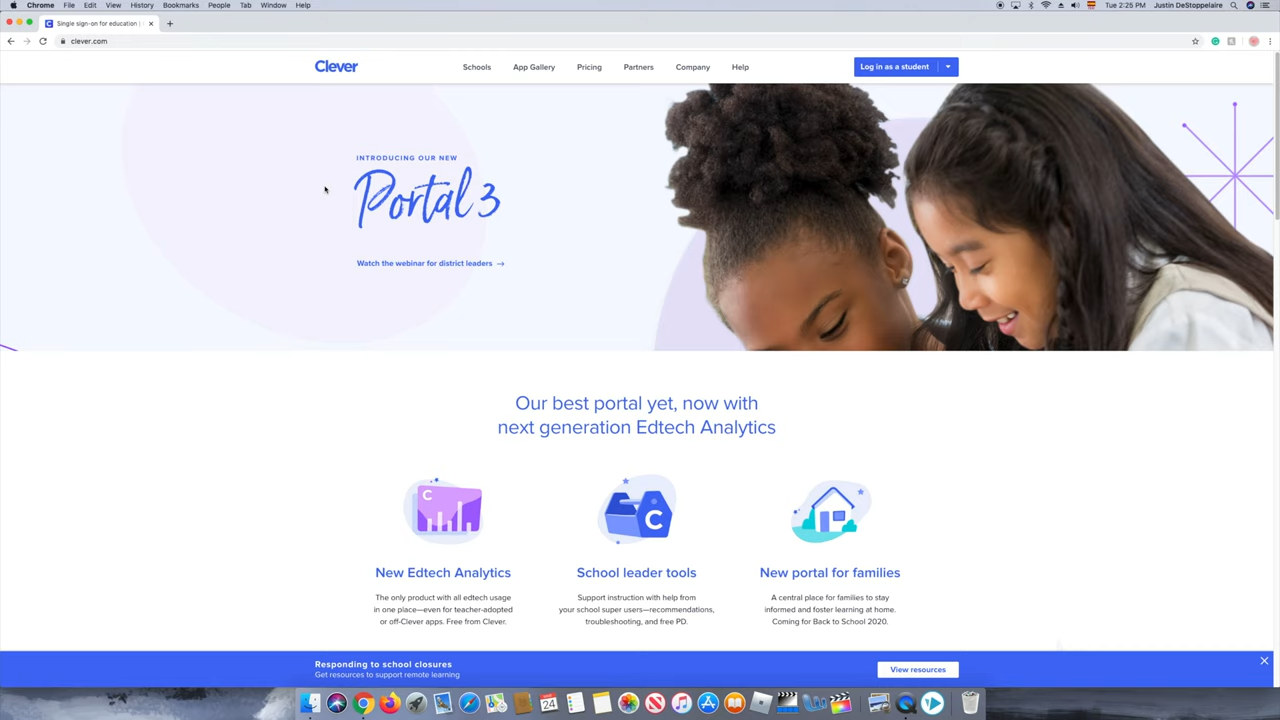 Chrome File Edit View History Bookmarks People Tab Window Help
Tue 2:25 PM Justin DeStoppelaire
Single sign-on for education |
clever.com
Clever
Schools App Gallery Pricing Partners Company Help
Log in as a student
INTRODUCING OUR NEW
Portal 3
Watch the webinar for district leaders →
Our best portal yet, now with
next generation Edtech Analytics
C
C
New Edtech Analytics
The only product with all edtech usage
in one place—even for teacher-adopted
or off-Clever apps. Free from Clever.
School leader tools
Support instruction with help from
your school super users—recommendations,
troubleshooting, and free PD.
New portal for families
A central place for families to stay
informed and foster learning at home.
Coming for Back to School 2020.
Responding to school closures
Get resources to support remote learning
View resources
24